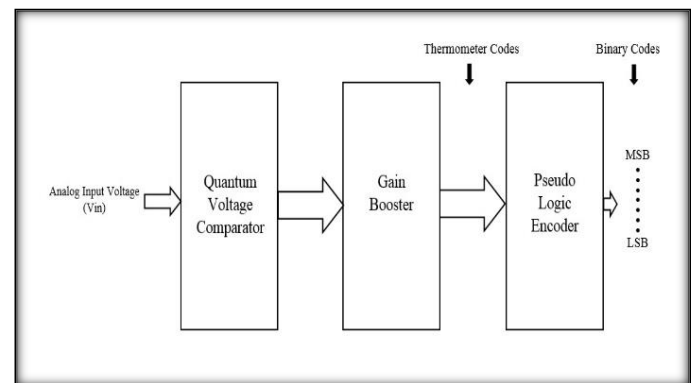 Thermometer Codes
Binary Codes
Analog Input Voltage
(Vin)
Quantum
Voltage
Comparator
Gain
Booster
Pseudo
Logic
Encoder
MSB
LSB